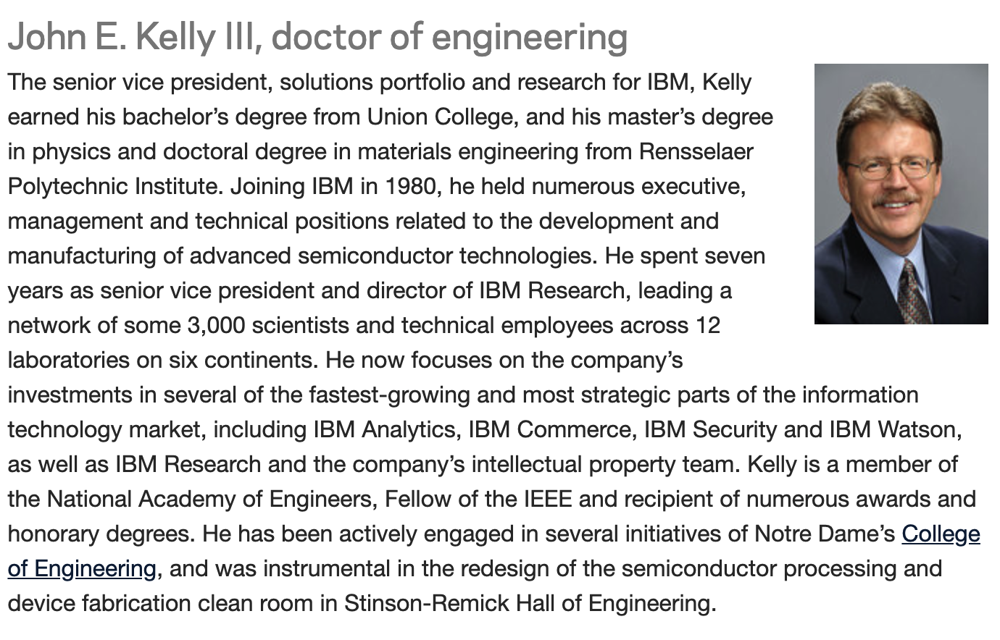 John E. Kelly III, doctor of engineering
The senior vice president, solutions portfolio and research for IBM, Kelly
earned his bachelor’s degree from Union College, and his master’s degree
in physics and doctoral degree in materials engineering from Rensselaer
Polytechnic Institute. Joining IBM in 1980, he held numerous executive,
management and technical positions related to the development and
manufacturing of advanced semiconductor technologies. He spent seven
years as senior vice president and director of IBM Research, leading a
network of some 3,000 scientists and technical employees across 12
laboratories on six continents. He now focuses on the company’s
investments in several of the fastest-growing and most strategic parts of the information
technology market, including IBM Analytics, IBM Commerce, IBM Security and IBM Watson,
as well as IBM Research and the company’s intellectual property team. Kelly is a member of
the National Academy of Engineers, Fellow of the IEEE and recipient of numerous awards and
honorary degrees. He has been actively engaged in several initiatives of Notre Dame’s College
of Engineering, and was instrumental in the redesign of the semiconductor processing and
device fabrication clean room in Stinson-Remick Hall of Engineering.